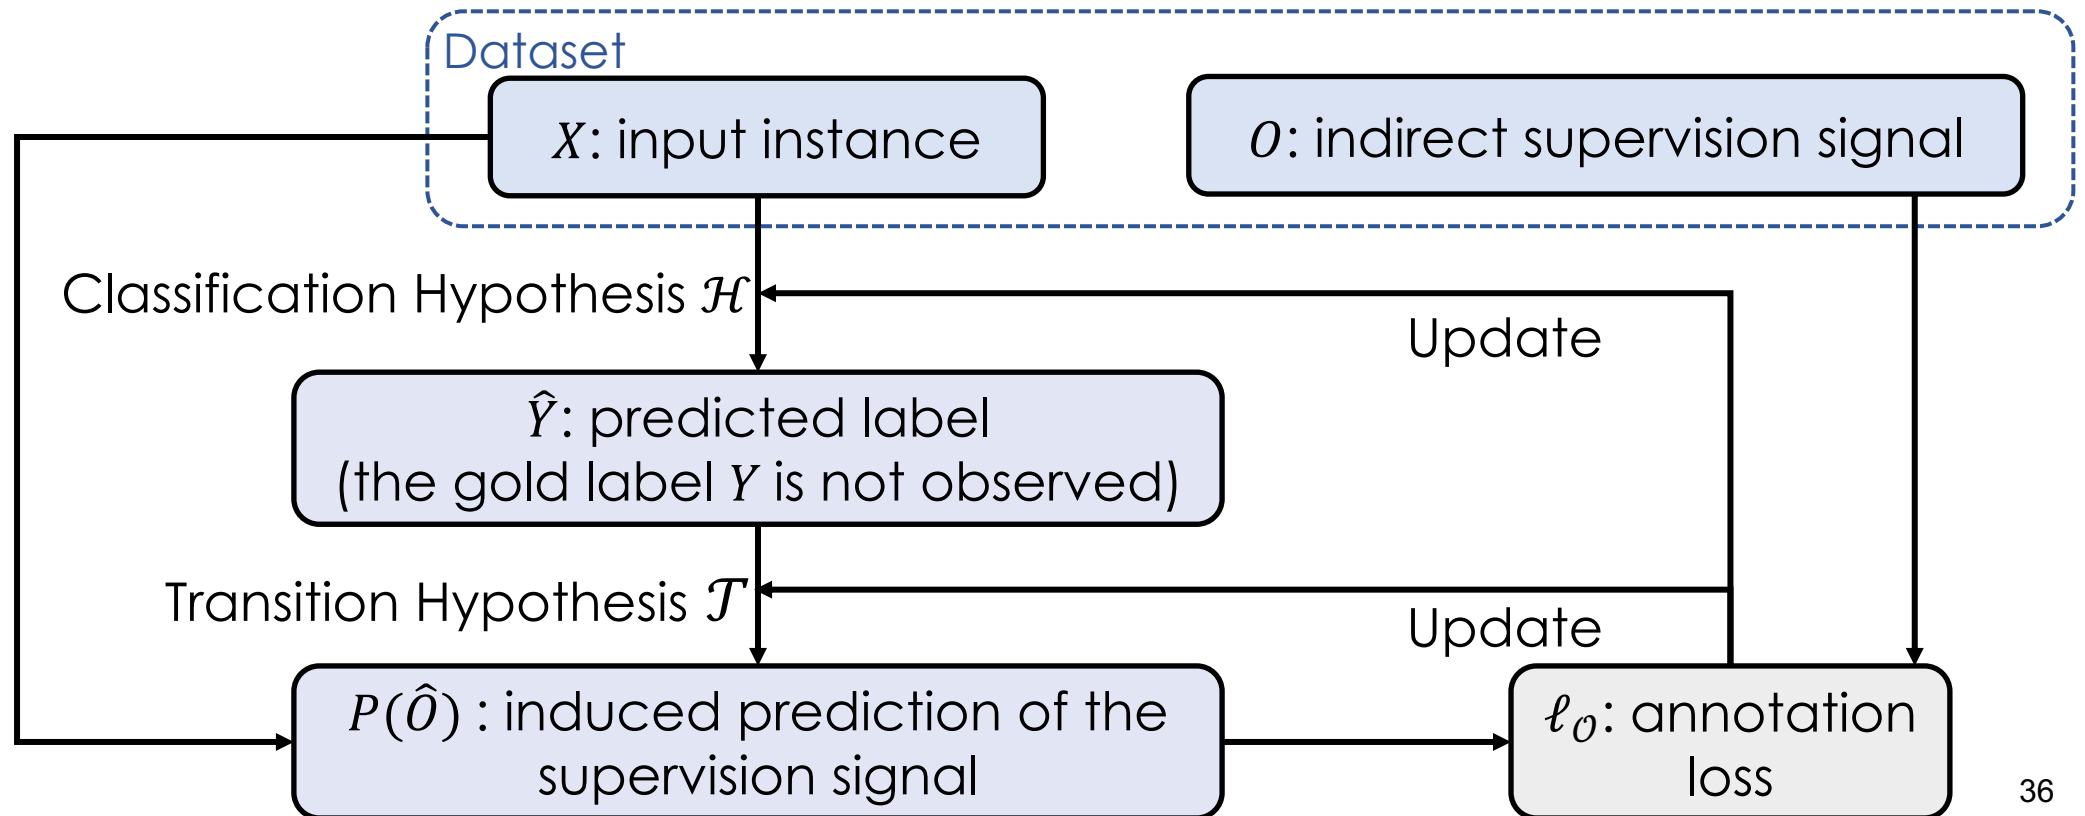 Dataset
X: input instance
O: indirect supervision signal
Classification Hypothesis ℋ
Update
Ŷ: predicted label
(the gold label Y is not observed)
Transition Hypothesis 𝒯
Update
P(Ô) : induced prediction of the
supervision signal
ℓ_𝒪: annotation
loss
36